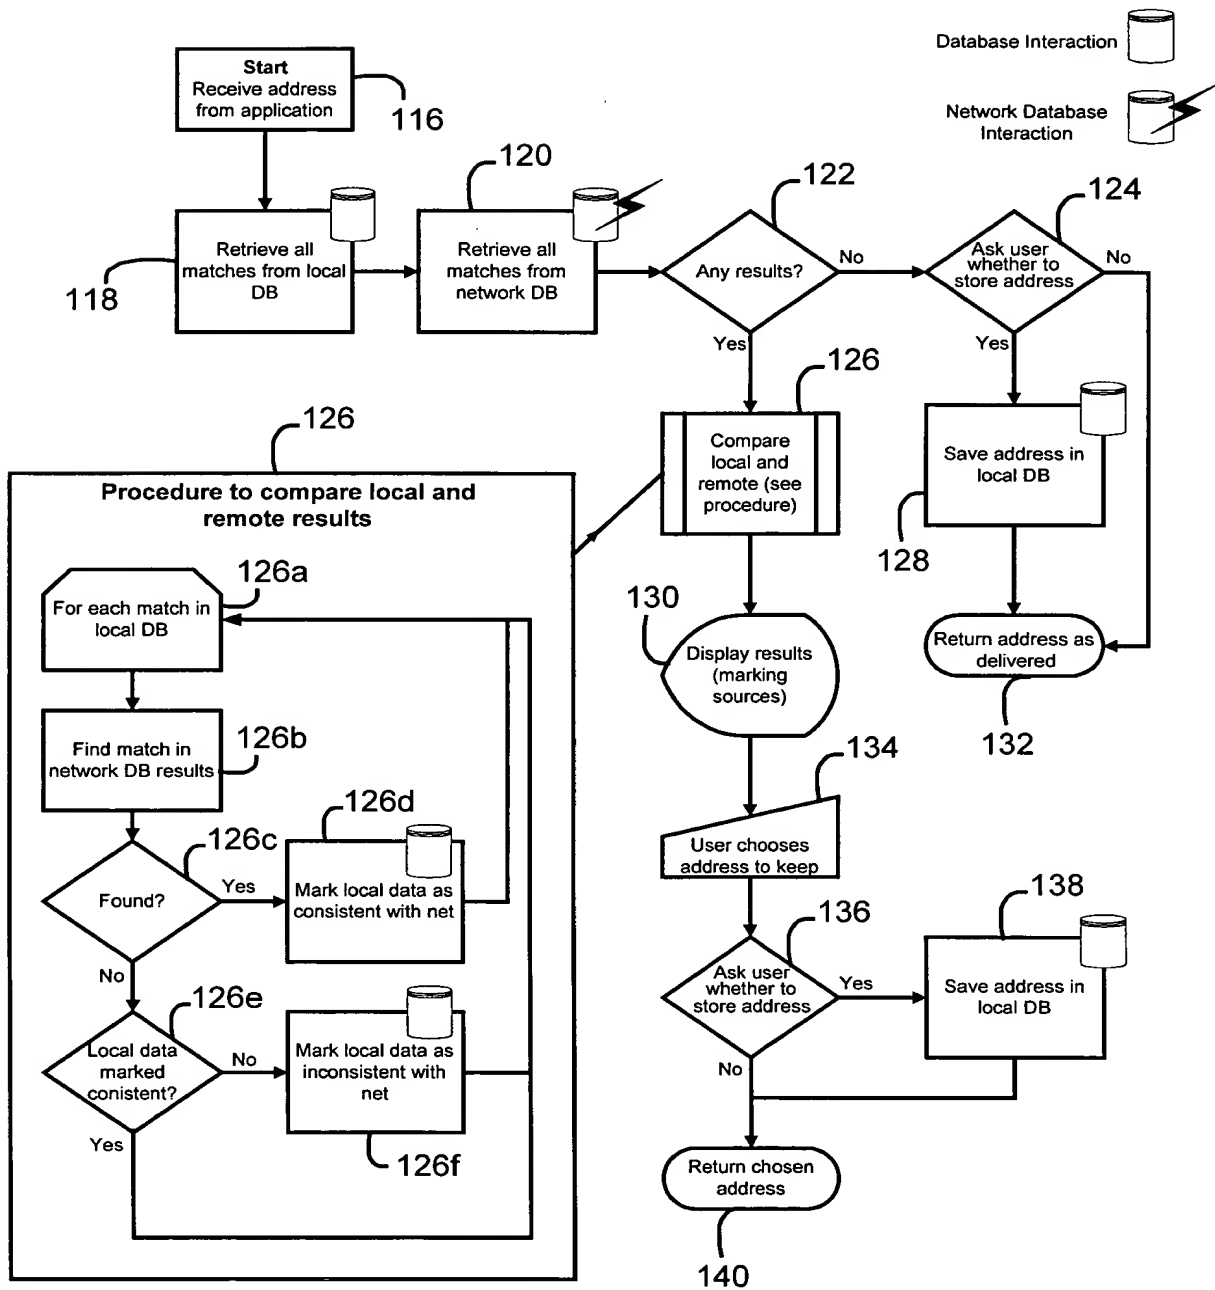 Database Interaction
Network Database
Interaction
Start
Receive address
from application
116
Retrieve all
matches from local
DB
118
120
Retrieve all
matches from
network DB
122
Any results?
No
Yes
124
Ask user
whether to
store address
No
Yes
126
Compare
local and
remote (see
procedure)
Save address in
local DB
128
Return address as
delivered
132
130
Display results
(marking
sources)
134
User chooses
address to keep
136
Ask user
whether to
store address
Yes
No
138
Save address in
local DB
Return chosen
address
140
126
Procedure to compare local and
remote results
126a
For each match in
local DB
126b
Find match in
network DB results
126c
Found?
Yes
No
126d
Mark local data as
consistent with net
126e
Local data
marked
conistent?
No
Yes
Mark local data as
inconsistent with
net
126f